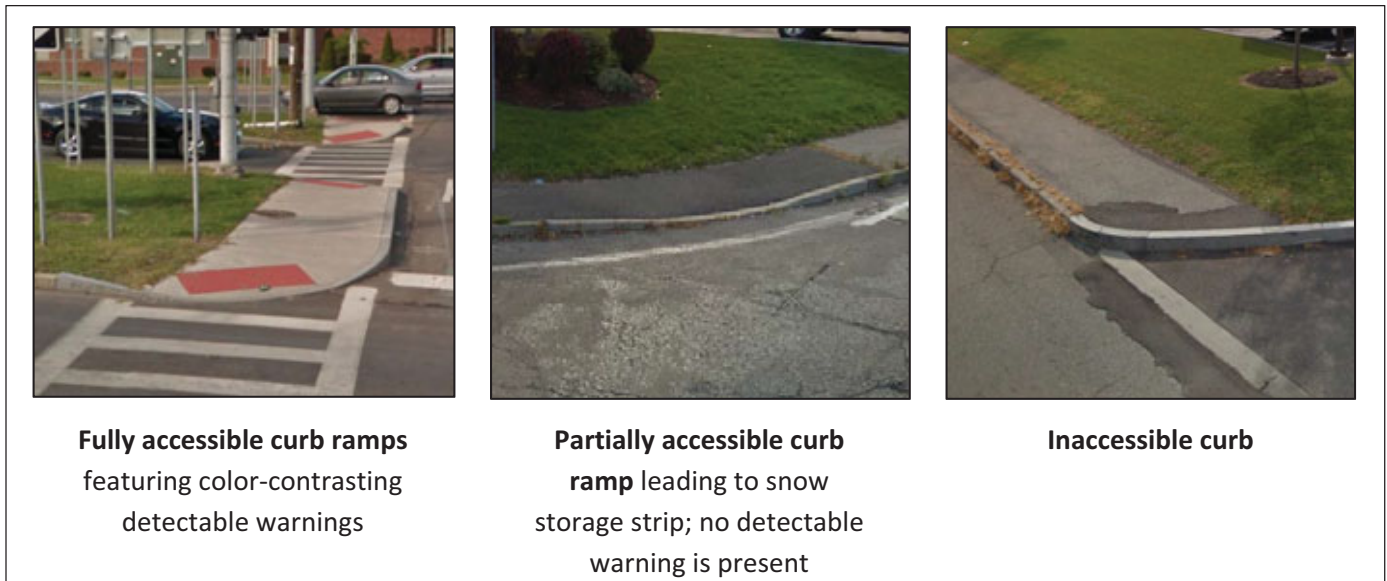 Fully accessible curb ramps
featuring color-contrasting
detectable warnings
Partially accessible curb
ramp leading to snow
storage strip; no detectable
warning is present
Inaccessible curb